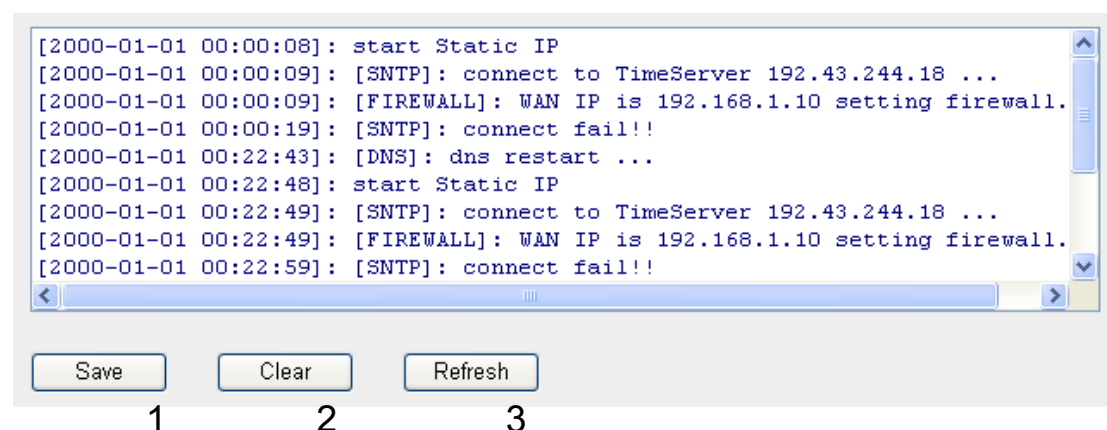 [2000-01-01 00:00:08]: start Static IP
[2000-01-01 00:00:09]: [SNTP]: connect to TimeServer 192.43.244.18 ...
[2000-01-01 00:00:09]: [FIREWALL]: WAN IP is 192.168.1.10 setting firewall.
[2000-01-01 00:00:19]: [SNTP]: connect fail!!
[2000-01-01 00:22:43]: [DNS]: dns restart ...
[2000-01-01 00:22:48]: start Static IP
[2000-01-01 00:22:49]: [SNTP]: connect to TimeServer 192.43.244.18 ...
[2000-01-01 00:22:49]: [FIREWALL]: WAN IP is 192.168.1.10 setting firewall.
[2000-01-01 00:22:59]: [SNTP]: connect fail!!
Save Clear Refresh
1 2 3